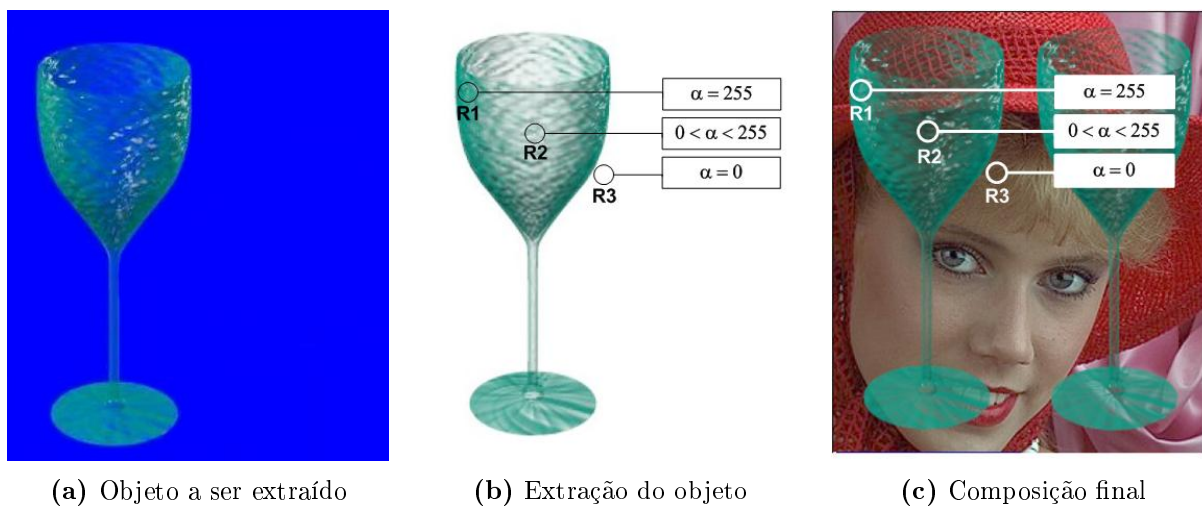 R1
α = 255
R2
0 < α < 255
R3
α = 0
R1
α = 255
R2
0 < α < 255
R3
α = 0
(a) Objeto a ser extraído
(b) Extração do objeto
(c) Composição final